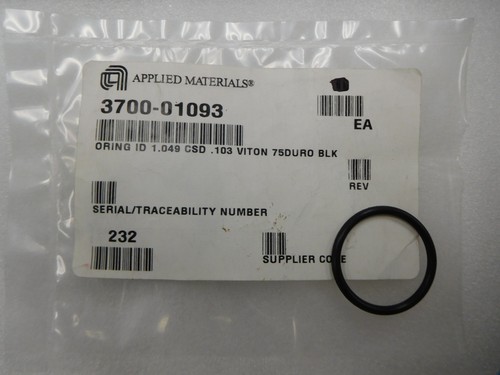 APPLIED MATERIALS®
3700-01093
EA
ORING ID 1.049 CSD .103 VITON 75DURO BLK
REV
SERIAL/TRACEABILITY NUMBER
232
SUPPLIER CODE